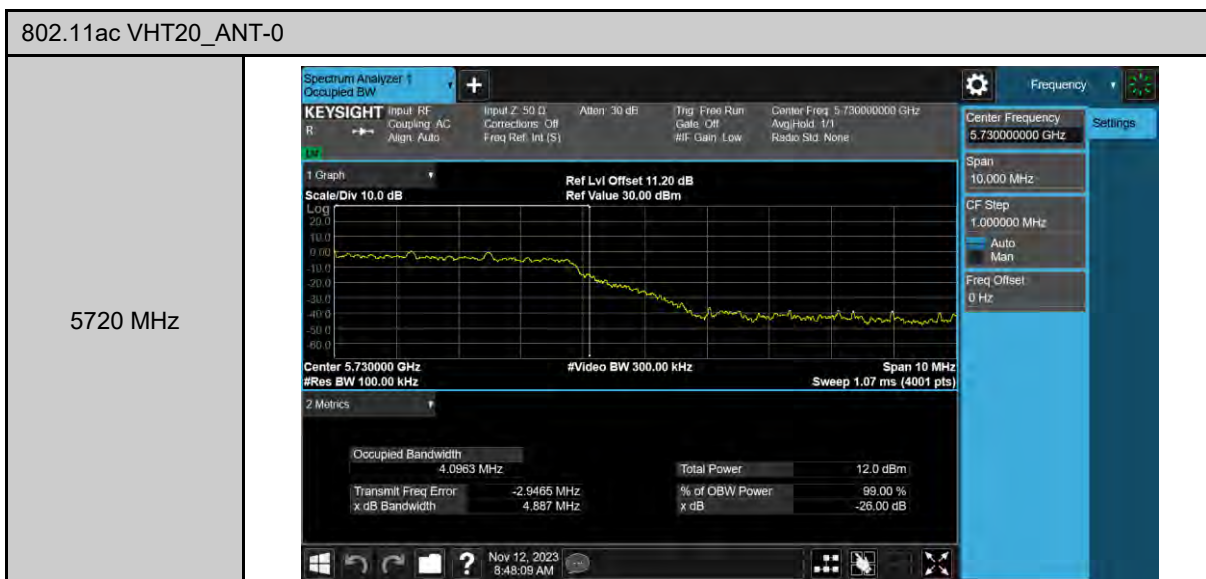 802.11ac VHT20_ANT-0
5720 MHz
Spectrum Analyzer 1
Occupied BW
Frequency
KEYSIGHT
R
Input: RF
Coupling: AC
Align: Auto
Input Z: 50 Ω
Corrections: Off
Freq Ref: Int (S)
Atten: 30 dB
Trig: Free Run
Gate: Off
#IF Gain: Low
Center Freq: 5.730000000 GHz
Avg|Hold: 1/1
Radio Std: None
Center Frequency
5.730000000 GHz
Settings
Span
10.000 MHz
CF Step
1.000000 MHz
Auto
Man
Freq Offset
0 Hz
1 Graph
Scale/Div 10.0 dB
Ref Lvl Offset 11.20 dB
Ref Value 30.00 dBm
Log
20.0
10.0
0.00
-10.0
-20.0
-30.0
-40.0
-50.0
-60.0
Center 5.730000 GHz
#Video BW 300.00 kHz
Span 10 MHz
#Res BW 100.00 kHz
Sweep 1.07 ms (4001 pts)
2 Metrics
Occupied Bandwidth
4.0963 MHz
Total Power 12.0 dBm
Transmit Freq Error -2.9465 MHz
% of OBW Power 99.00 %
x dB Bandwidth 4.887 MHz
x dB -26.00 dB
Nov 12, 2023
8:48:09 AM